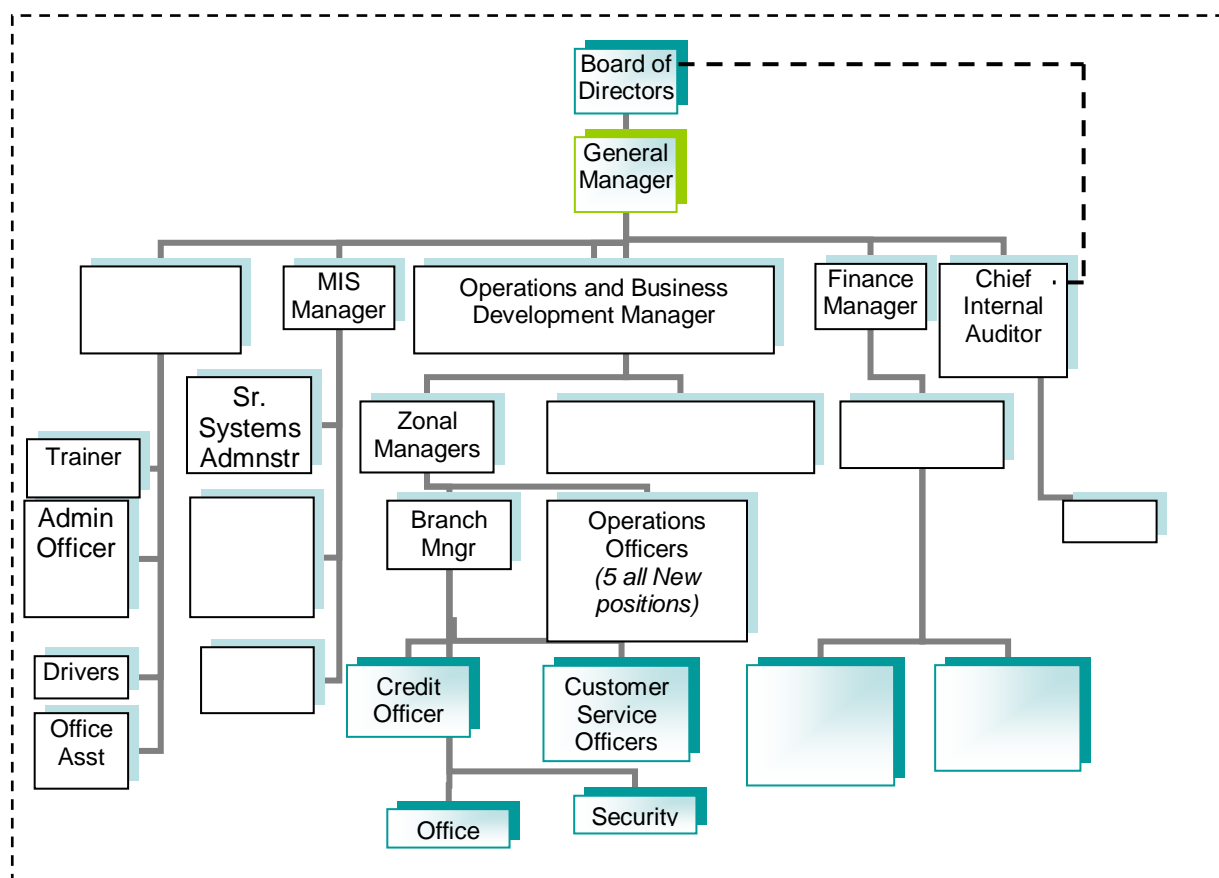 Board of
Directors
General
Manager
MIS
Manager
Operations and Business
Development Manager
Finance
Manager
Chief
Internal
Auditor
Sr.
Systems
Admnstr
Zonal
Managers
Trainer
Admin
Officer
Branch
Mngr
Operations
Officers
(5 all New
positions)
Drivers
Credit
Officer
Customer
Service
Officers
Office
Asst
Office
Security